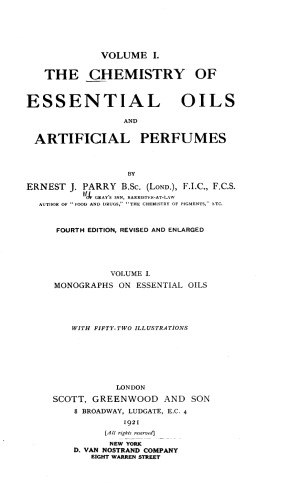 VOLUME I.
THE CHEMISTRY OF
ESSENTIAL OILS
AND
ARTIFICIAL PERFUMES
BY
ERNEST J. PARRY B.SC. (LOND.), F.I.C., F.C.S.
OF GRAY'S INN, BARRISTER-AT-LAW
AUTHOR OF "FOOD AND DRUGS," "THE CHEMISTRY OF PIGMENTS," ETC.
FOURTH EDITION, REVISED AND ENLARGED
VOLUME I.
MONOGRAPHS ON ESSENTIAL OILS
WITH FIFTY-TWO ILLUSTRATIONS
LONDON
SCOTT, GREENWOOD AND SON
8 BROADWAY, LUDGATE, E.C. 4
1921
[All rights reserved]
NEW YORK
D. VAN NOSTRAND COMPANY
EIGHT WARREN STREET